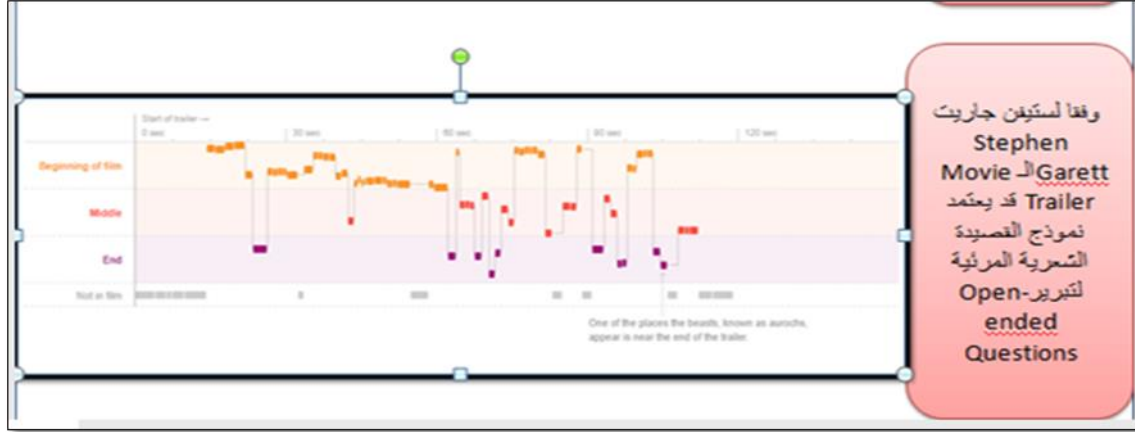 Start of trailer —
0 sec
30 sec
60 sec
90 sec
120 sec
Beginning of film
Middle
End
Not in film
One of the places the beasts, known as aurochs,
appear is near the end of the trailer.
وفقا لستيفن جاريت
Stephen
Garett الـ Movie
Trailer قد يعتمد
نموذج القصيدة
الشعرية المرئية
لتبرير Open-
ended
Questions